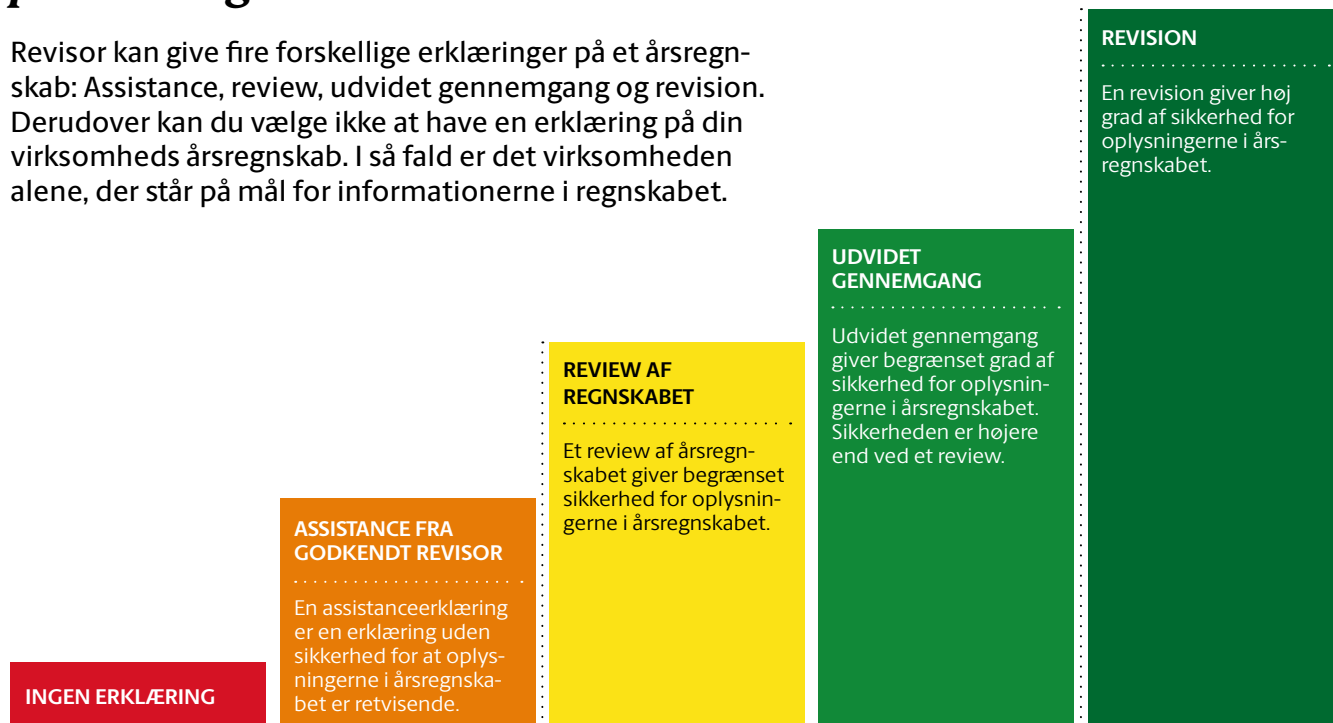 Revisor kan give fire forskellige erklæringer på et årsregn-
skab: Assistance, review, udvidet gennemgang og revision.
Derudover kan du vælge ikke at have en erklæring på din
virksomheds årsregnskab. I så fald er det virksomheden
alene, der står på mål for informationerne i regnskabet.
INGEN ERKLÆRING
ASSISTANCE FRA
GODKENDT REVISOR
En assistanceerklæring
er en erklæring uden
sikkerhed for at oplys-
ningerne i årsregnska-
bet er retvisende.
REVIEW AF
REGNSKABET
Et review af årsregn-
skabet giver begrænset
sikkerhed for oplysnin-
gerne i årsregnskabet.
UDVIDET
GENNEMGANG
Udvidet gennemgang
giver begrænset grad af
sikkerhed for oplysnin-
gerne i årsregnskabet.
Sikkerheden er højere
end ved et review.
REVISION
En revision giver høj
grad af sikkerhed for
oplysningerne i års-
regnskabet.